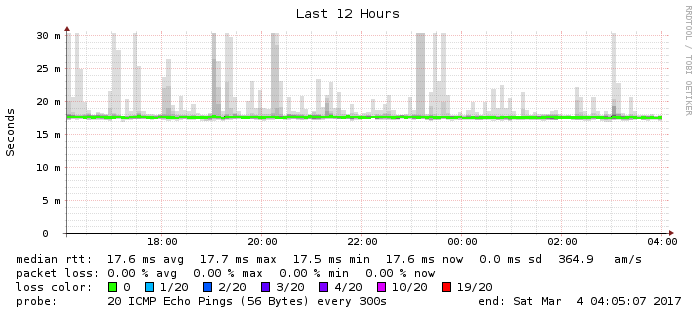 Last 12 Hours
RRDTOOL / TOBI OETIKER
Seconds
30 m
25 m
20 m
15 m
10 m
5 m
0
18:00 20:00 22:00 00:00 02:00 04:00
median rtt: 17.6 ms avg 17.7 ms max 17.5 ms min 17.6 ms now 0.0 ms sd 364.9 am/s
packet loss: 0.00 % avg 0.00 % max 0.00 % min 0.00 % now
loss color: 0 1/20 2/20 3/20 4/20 10/20 19/20
probe: 20 ICMP Echo Pings (56 Bytes) every 300s end: Sat Mar 4 04:05:07 2017